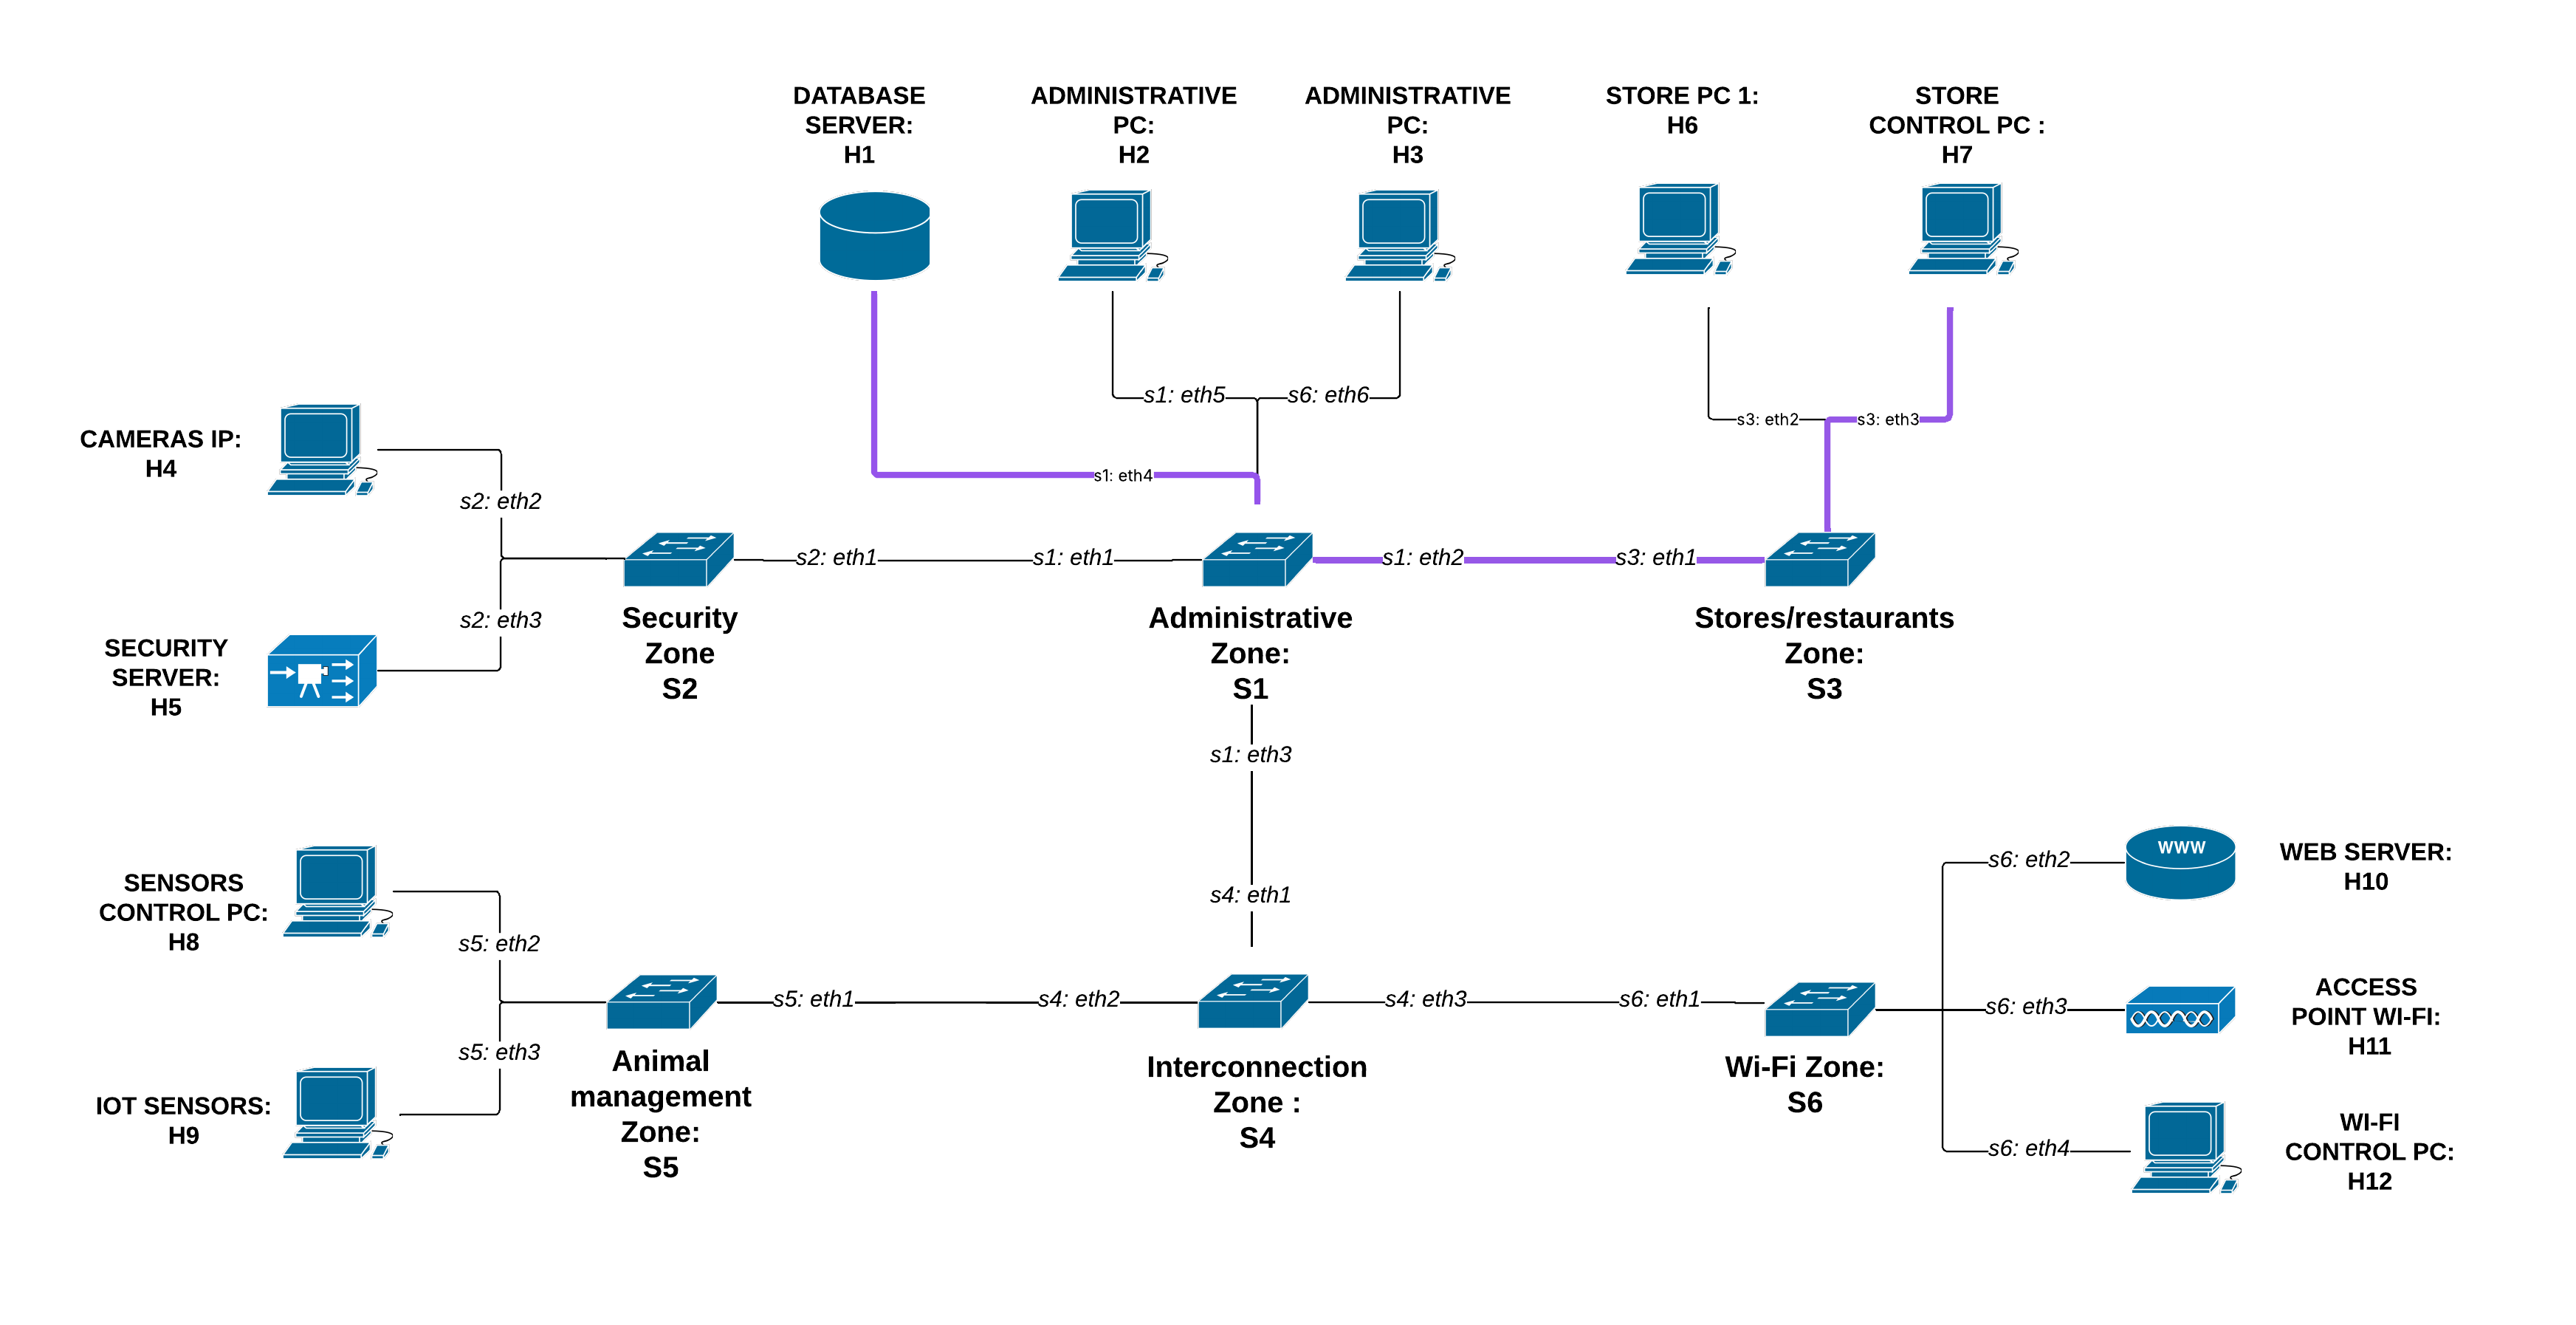 DATABASE
SERVER:
H1
ADMINISTRATIVE
PC:
H2
ADMINISTRATIVE
PC:
H3
STORE PC 1:
H6
STORE
CONTROL PC :
H7
s1: eth5
s6: eth6
s3: eth2
s3: eth3
s1: eth4
CAMERAS IP:
H4
s2: eth2
s2: eth1
s1: eth1
s1: eth2
s3: eth1
s2: eth3
SECURITY
SERVER:
H5
Security
Zone
S2
Administrative
Zone:
S1
Stores/restaurants
Zone:
S3
s1: eth3
s4: eth1
SENSORS
CONTROL PC:
H8
s5: eth2
s5: eth1
s4: eth2
s4: eth3
s6: eth1
s5: eth3
IOT SENSORS:
H9
Animal
management
Zone:
S5
Interconnection
Zone :
S4
Wi-Fi Zone:
S6
s6: eth2
WWW
WEB SERVER:
H10
s6: eth3
ACCESS
POINT WI-FI:
H11
s6: eth4
WI-FI
CONTROL PC:
H12